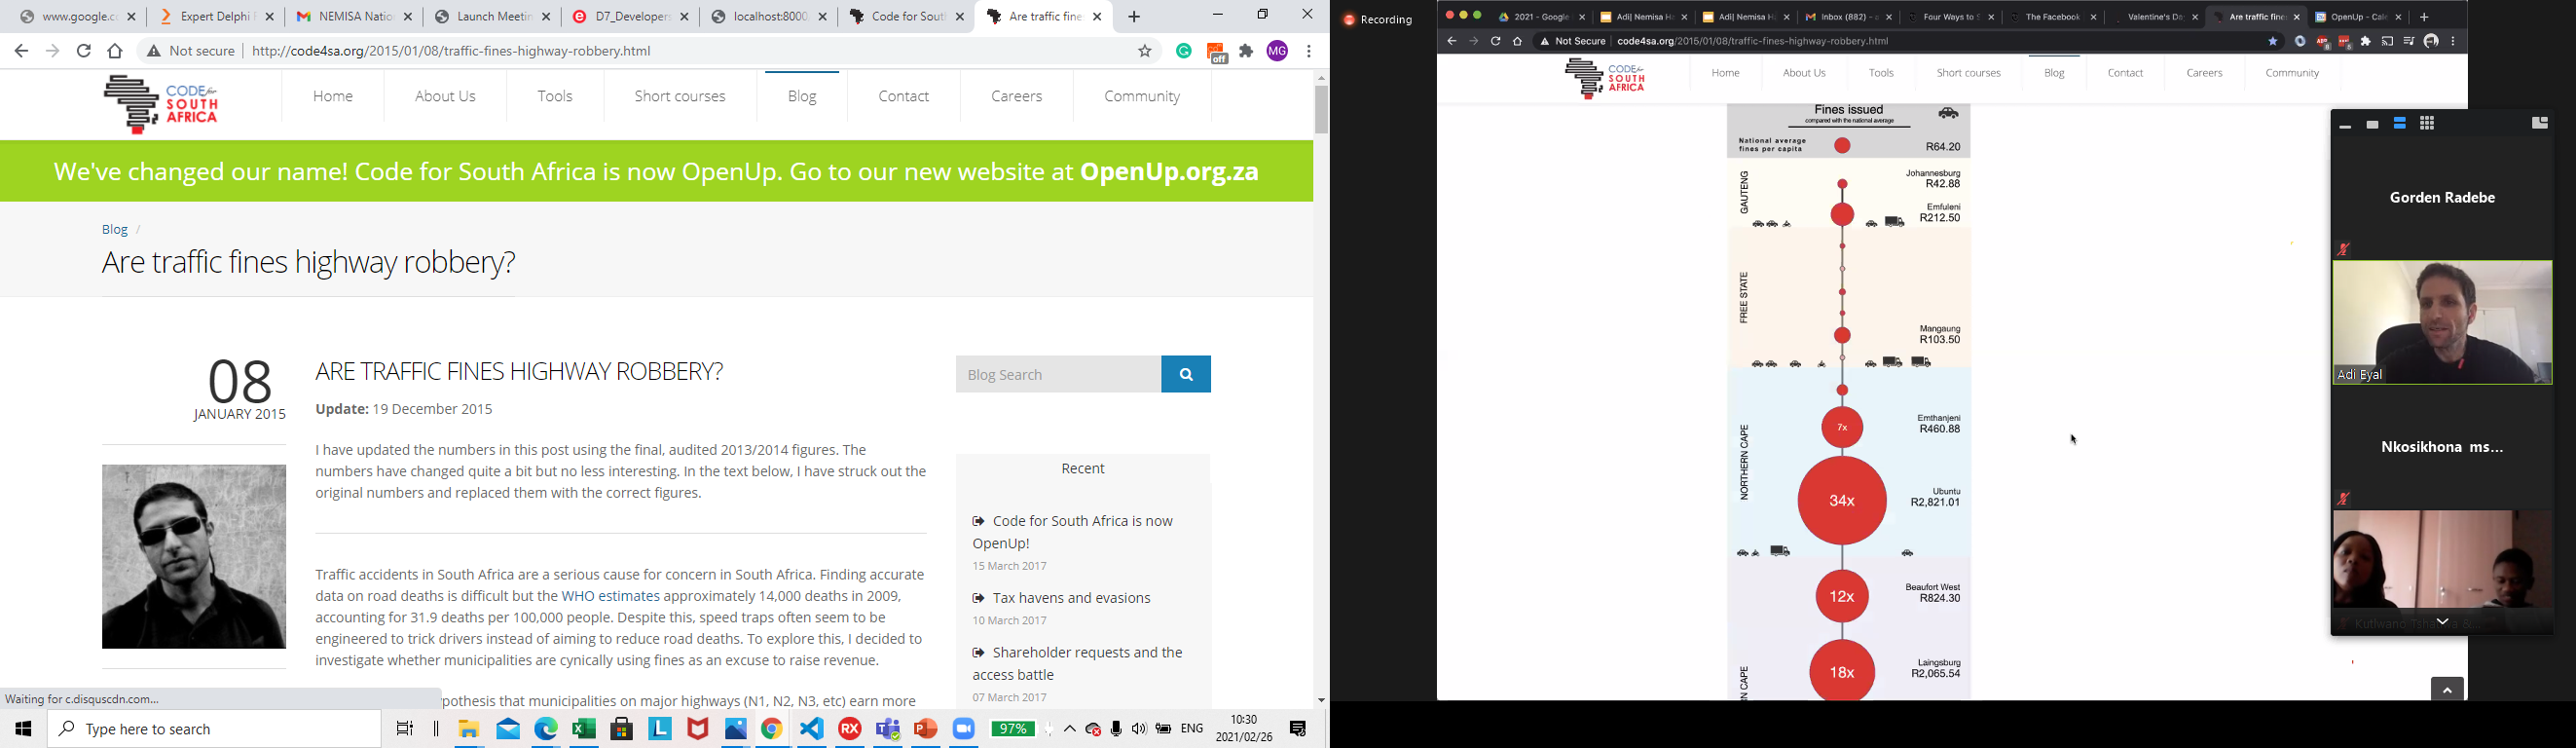 www.google.c
Expert Delphi
NEMISA Natio
Launch Meetin
D7_Developers
localhost:8000
Code for Sout
Are traffic fine
Not secure
http://code4sa.org/2015/01/08/traffic-fines-highway-robbery.html
off
MG
CODE for
SOUTH
AFRICA
Home
About Us
Tools
Short courses
Blog
Contact
Careers
Community
We've changed our name! Code for South Africa is now OpenUp. Go to our new website at OpenUp.org.za
Blog /
Are traffic fines highway robbery?
08
JANUARY 2015
ARE TRAFFIC FINES HIGHWAY ROBBERY?
Update: 19 December 2015
I have updated the numbers in this post using the final, audited 2013/2014 figures. The
numbers have changed quite a bit but no less interesting. In the text below, I have struck out the
original numbers and replaced them with the correct figures.
Traffic accidents in South Africa are a serious cause for concern in South Africa. Finding accurate
data on road deaths is difficult but the WHO estimates approximately 14,000 deaths in 2009,
accounting for 31.9 deaths per 100,000 people. Despite this, speed traps often seem to be
engineered to trick drivers instead of aiming to reduce road deaths. To explore this, I decided to
investigate whether municipalities are cynically using fines as an excuse to raise revenue.
pothesis that municipalities on major highways (N1, N2, N3, etc) earn more
Blog Search
Recent
Code for South Africa is now
OpenUp!
15 March 2017
Tax havens and evasions
10 March 2017
Shareholder requests and the
access battle
07 March 2017
Waiting for c.disquscdn.com...
Type here to search
97%
ENG
10:30
2021/02/26
Recording
2021 - Google
Adi| Nemisa Ha
Adi| Nemisa Ha
Inbox (882) -
Four Ways to S
The Facebook
Valentine's Da
Are traffic fine
OpenUp - Cale
Not Secure
code4sa.org/2015/01/08/traffic-fines-highway-robbery.html
CODE for
SOUTH
AFRICA
Home
About Us
Tools
Short courses
Blog
Contact
Careers
Community
Fines issued
compared with the national average
National average
fines per capita
R64.20
GAUTENG
Johannesburg
R42.88
Emfuleni
R212.50
FREE STATE
Mangaung
R103.50
NORTHERN CAPE
7x
Emthanjeni
R460.88
34x
Ubuntu
R2,821.01
12x
Beaufort West
R824.30
18x
Laingsburg
R2,065.54
N CAPE
Gorden Radebe
Adi Eyal
Nkosikhona ms...